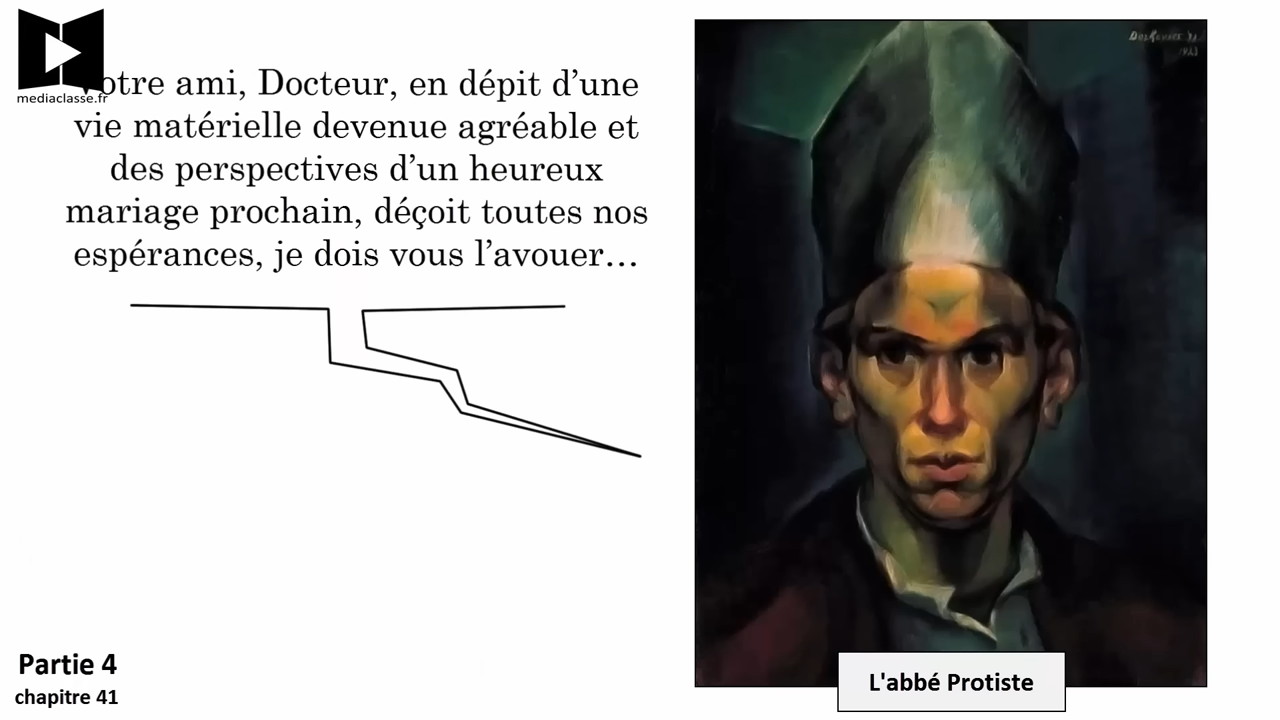 mediaclasse.fr
otre ami, Docteur, en dépit d’une
vie matérielle devenue agréable et
des perspectives d’un heureux
mariage prochain, déçoit toutes nos
espérances, je dois vous l’avouer…
Partie 4
chapitre 41
L'abbé Protiste